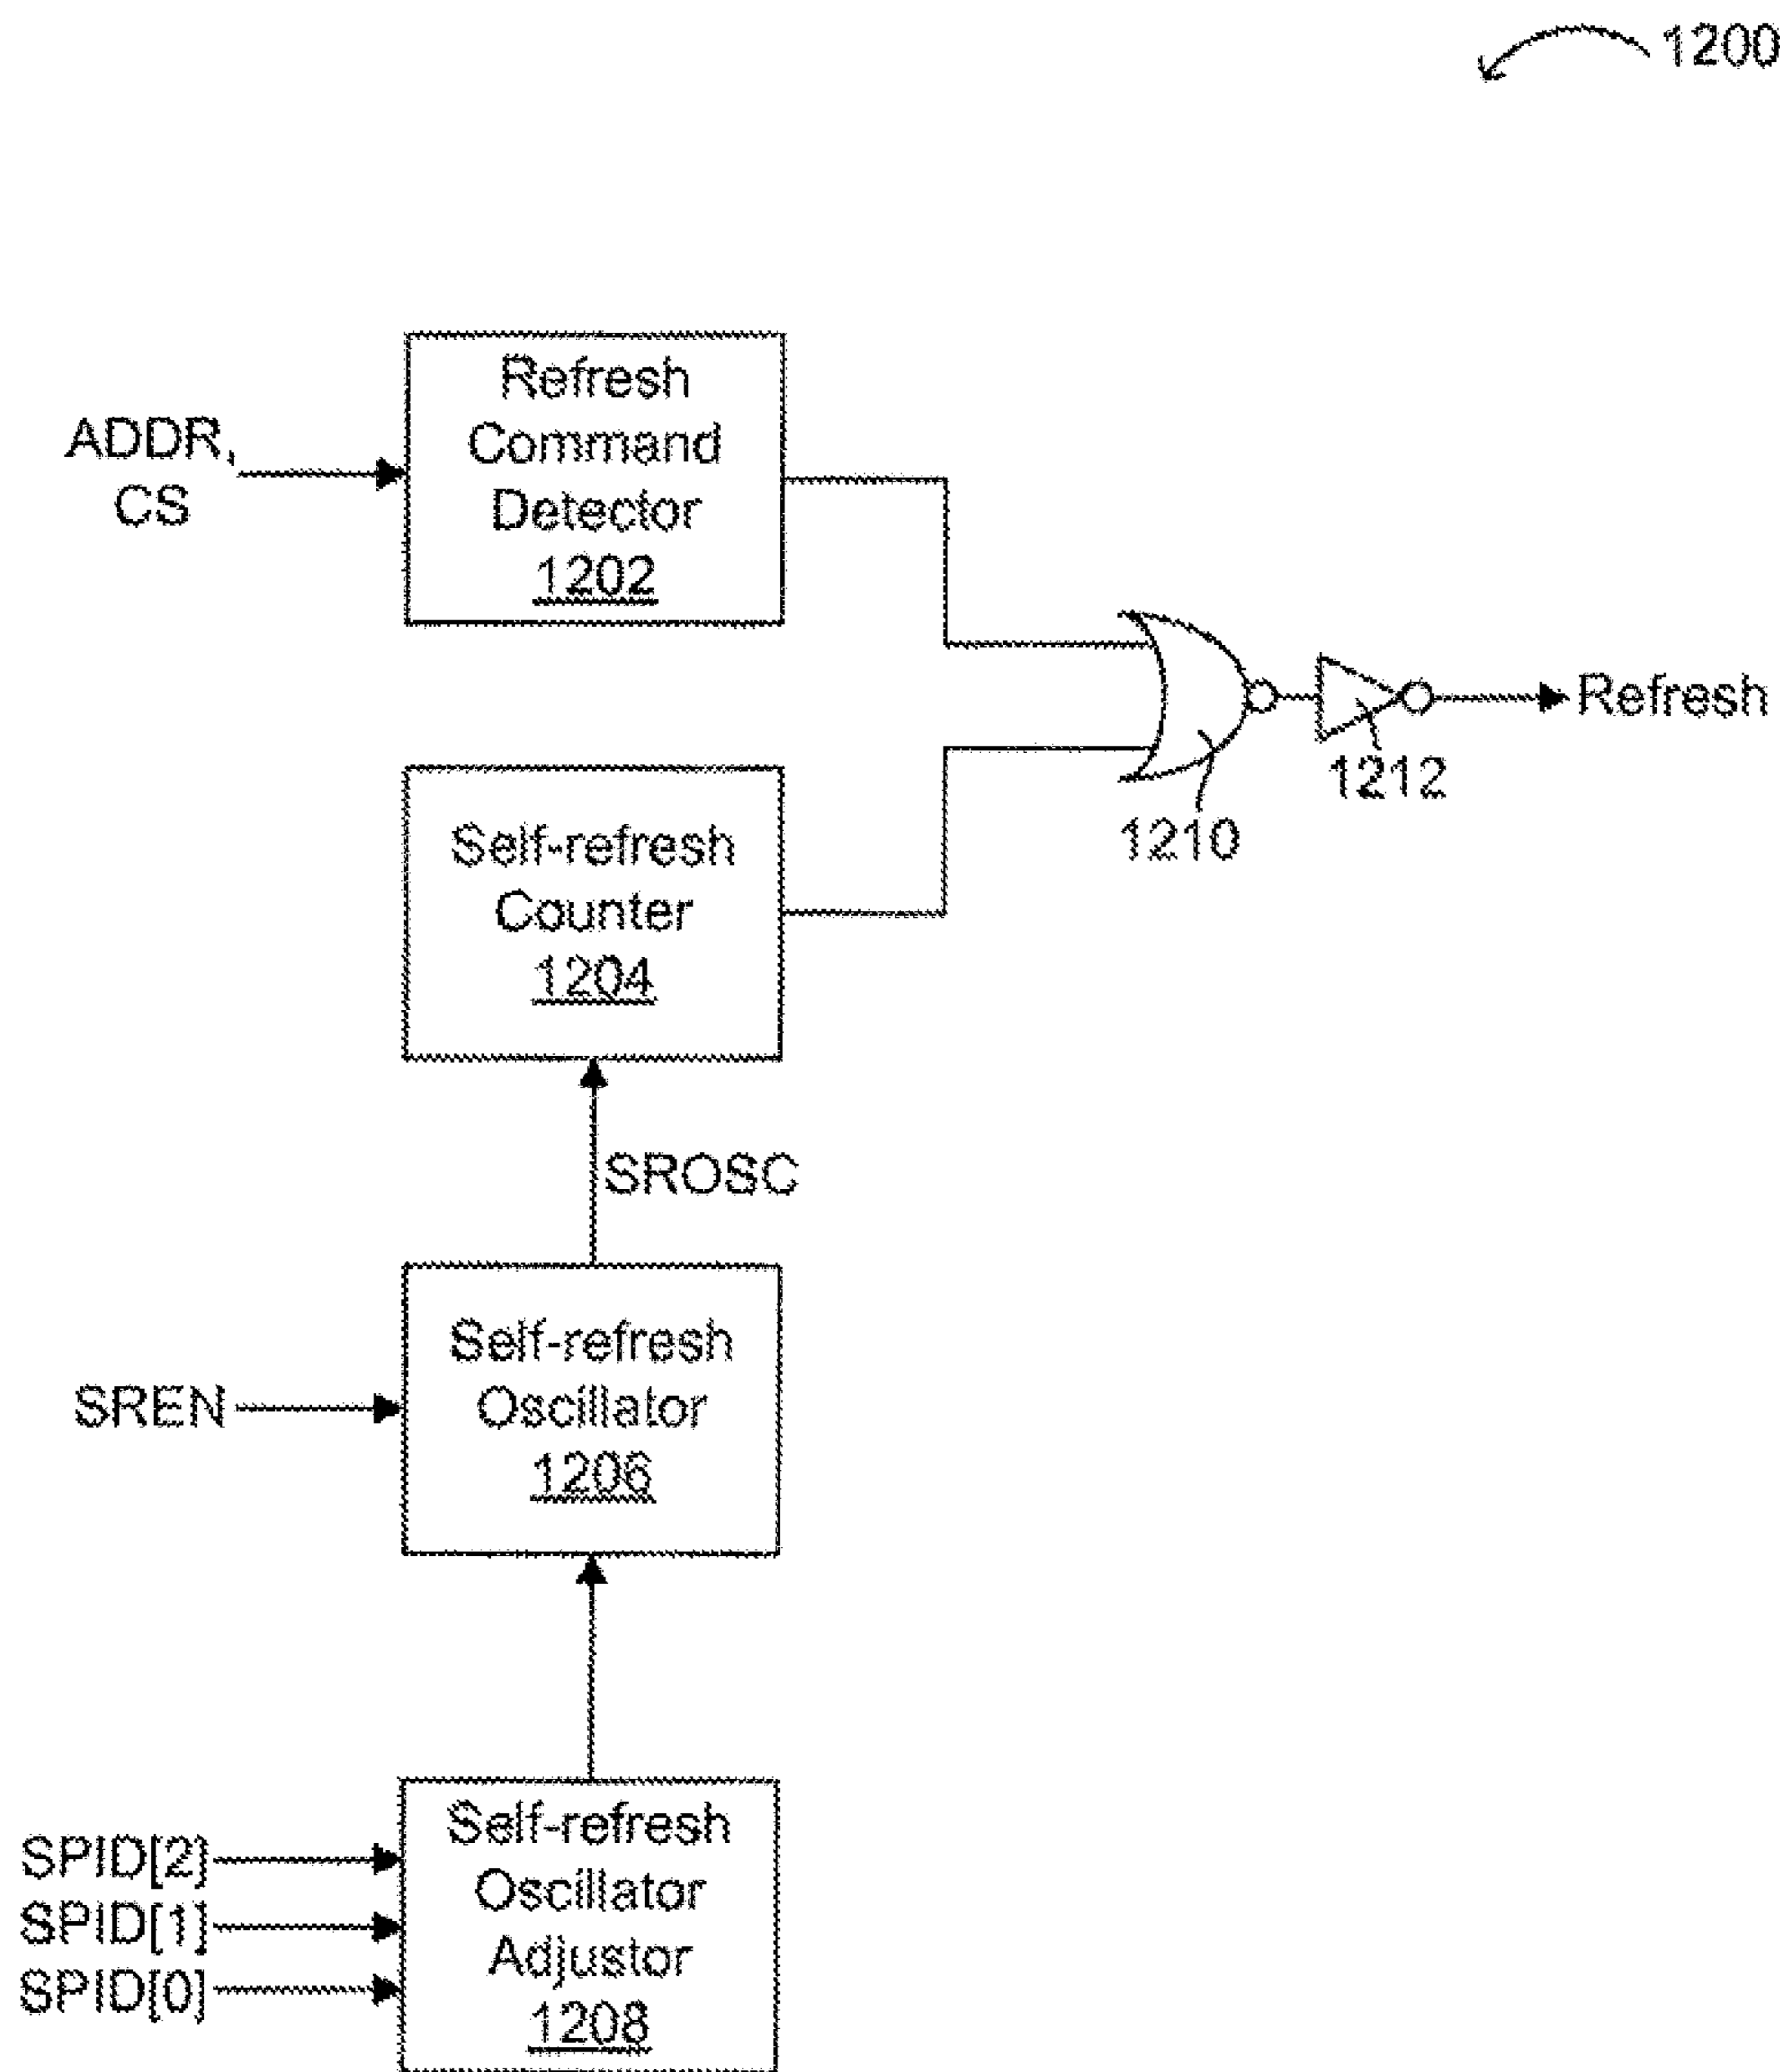 1200
ADDR,
CS
Refresh
Command
Detector
1202
Refresh
1212
1210
Self-refresh
Counter
1204
SROSC
SREN
Self-refresh
Oscillator
1206
SPID[2]
SPID[1]
SPID[0]
Self-refresh
Oscillator
Adjustor
1208